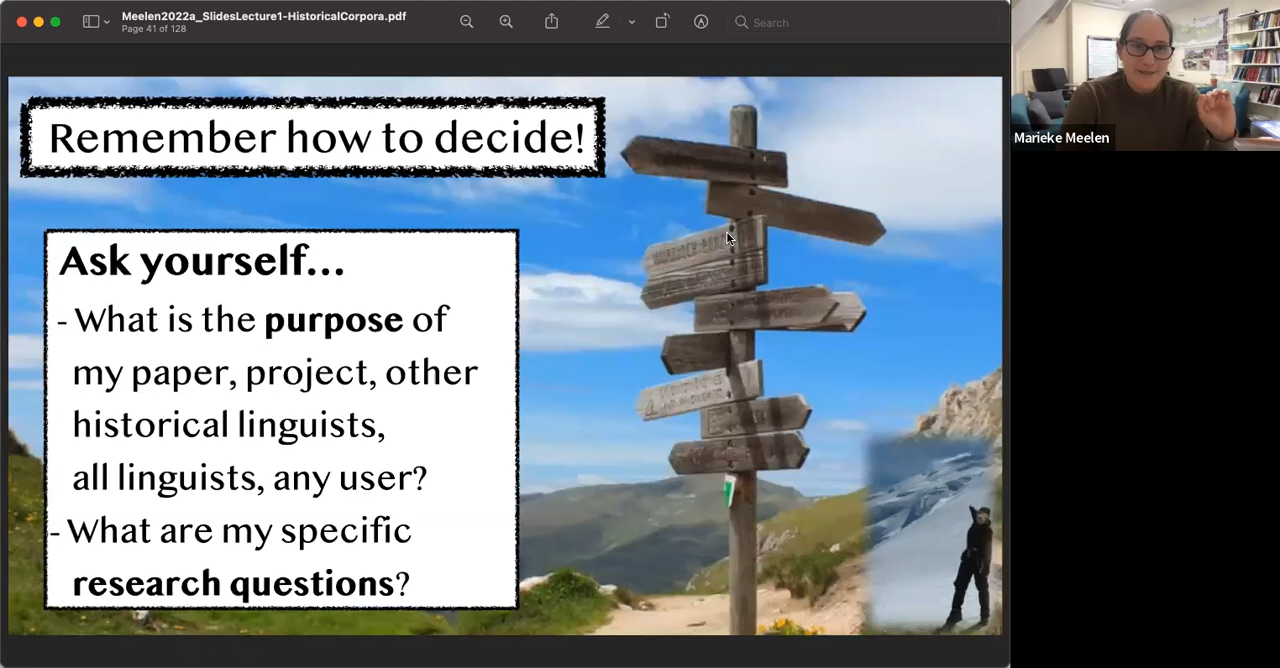 Meelen2022a_SlidesLecture1-HistoricalCorpora.pdf
Page 41 of 128
Search
Marieke Meelen
Remember how to decide!
Ask yourself...
- What is the purpose of
my paper, project, other
historical linguists,
all linguists, any user?
- What are my specific
research questions?